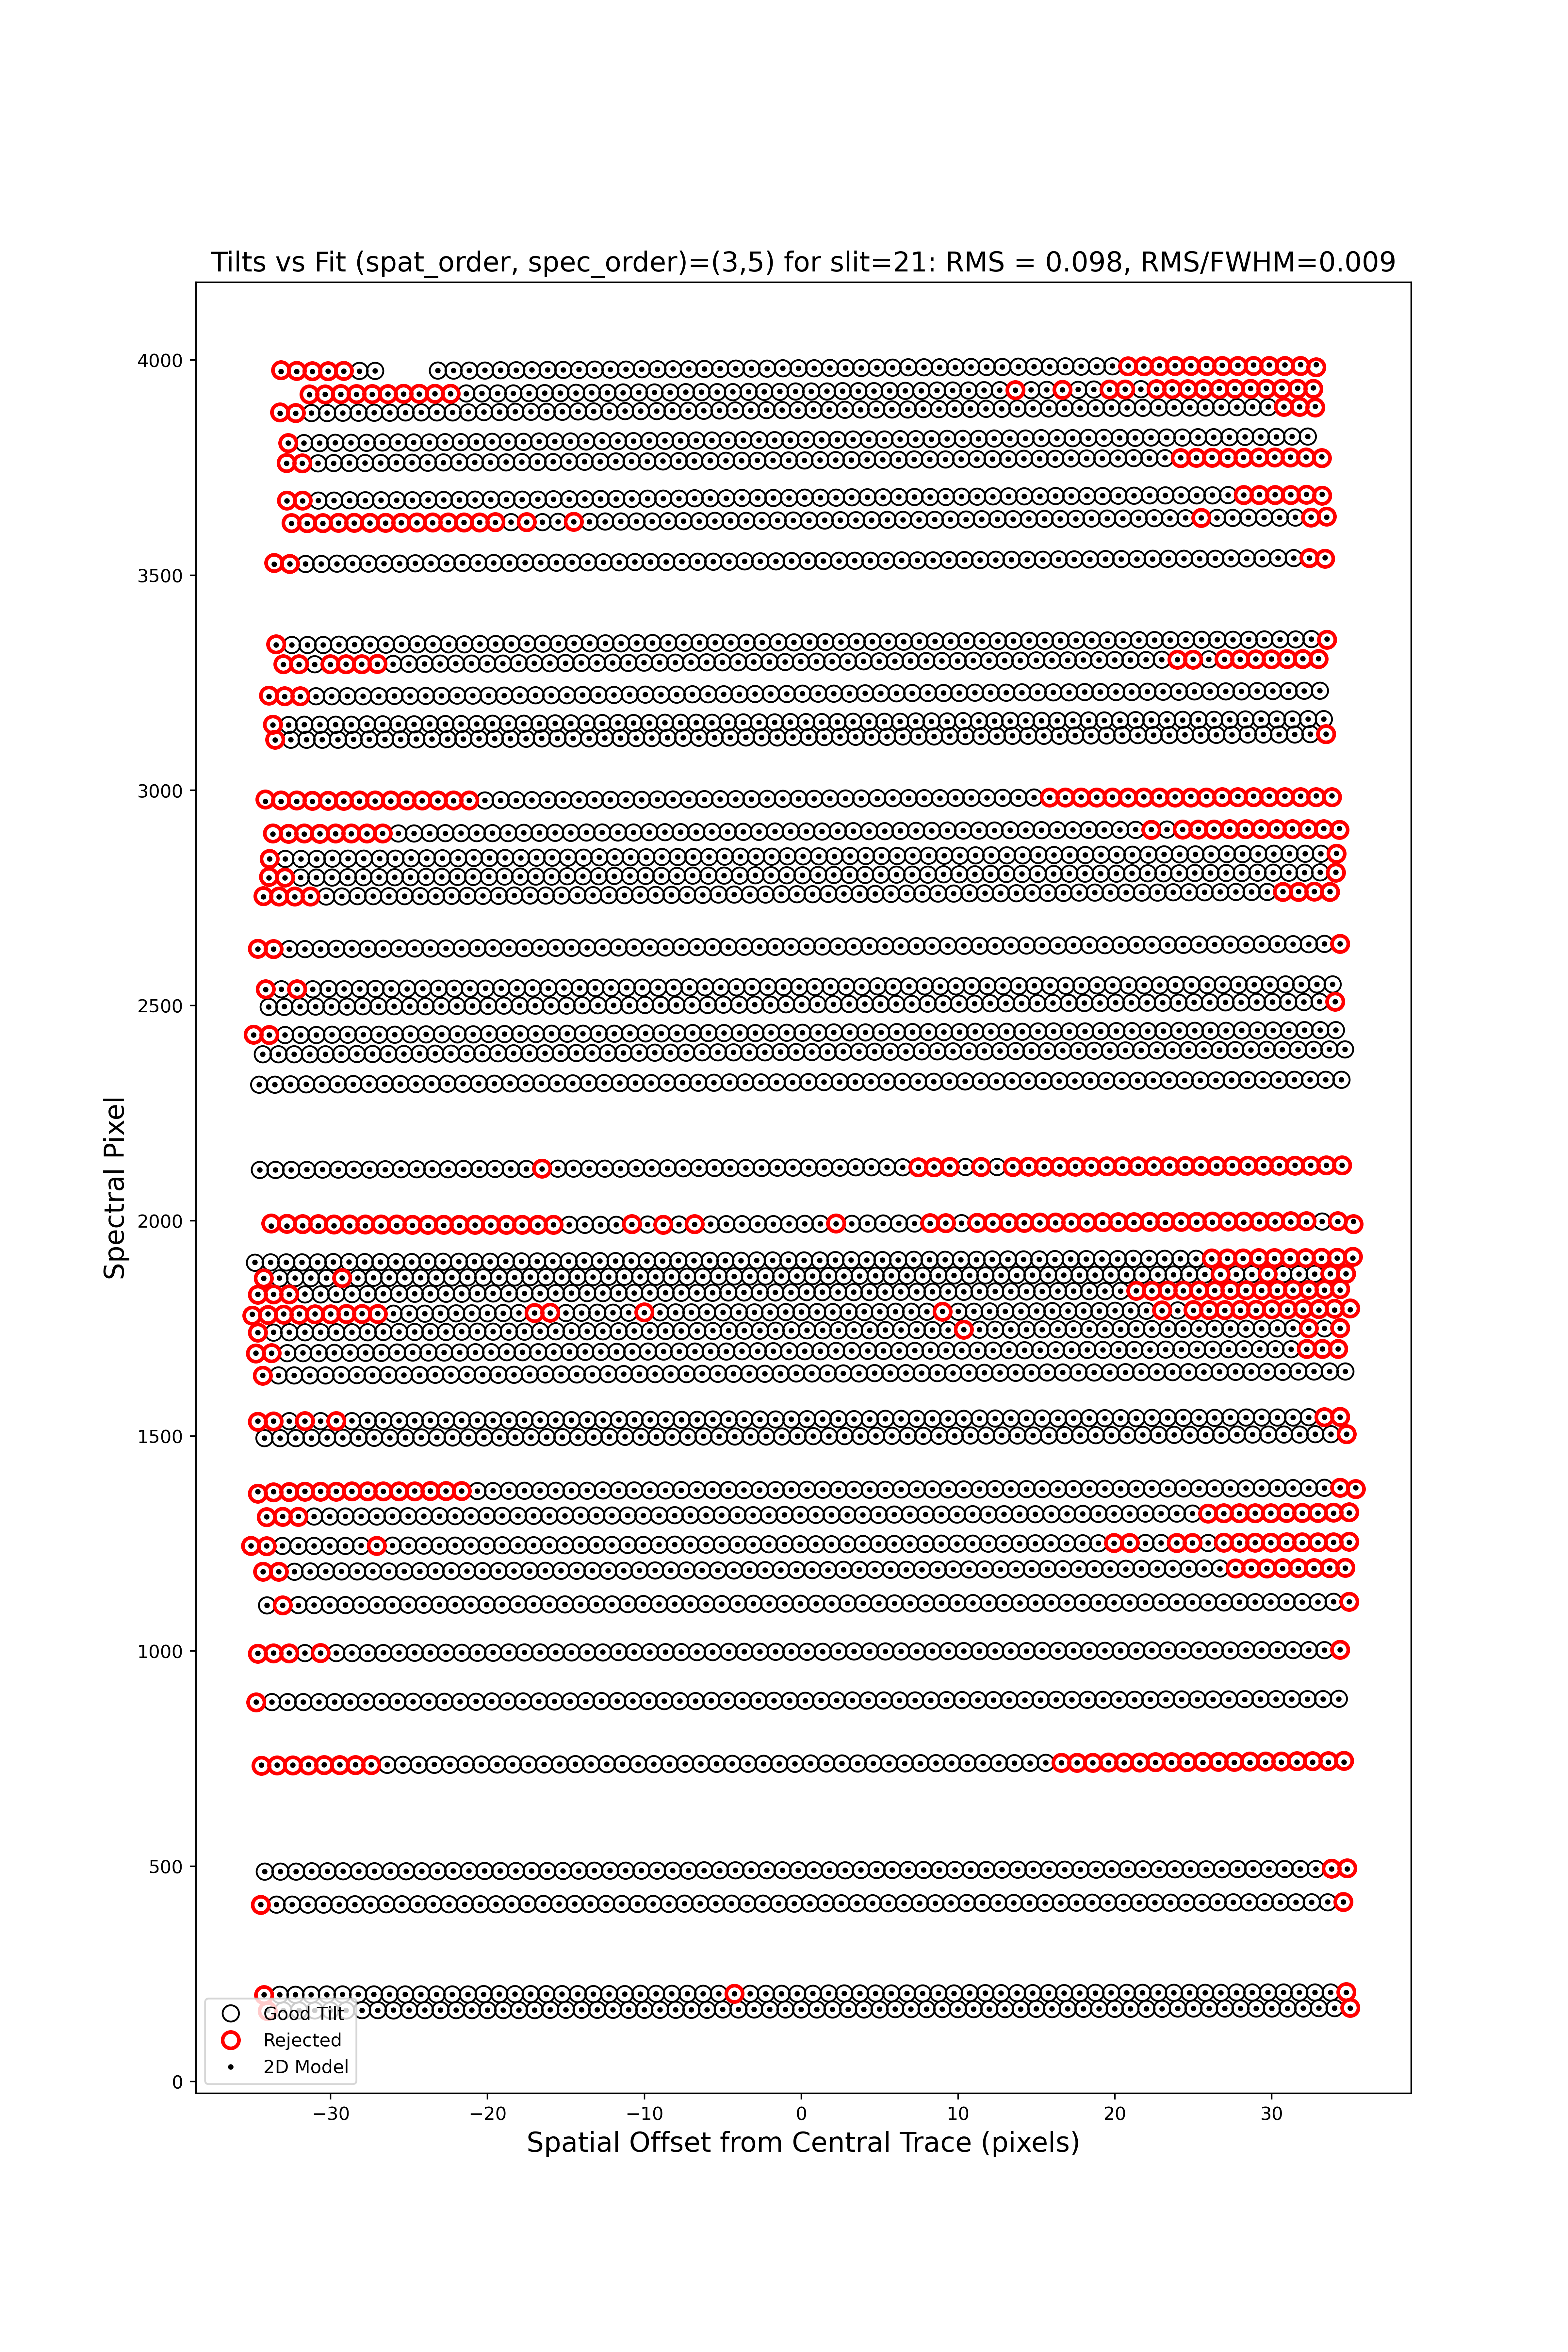 Tilts vs Fit (spat_order, spec_order)=(3,5) for slit=21: RMS = 0.098, RMS/FWHM=0.009
4000
3500
3000
2500
2000
1500
1000
500
0
Spectral Pixel
Good Tilt
Rejected
2D Model
−30
−20
−10
0
10
20
30
Spatial Offset from Central Trace (pixels)